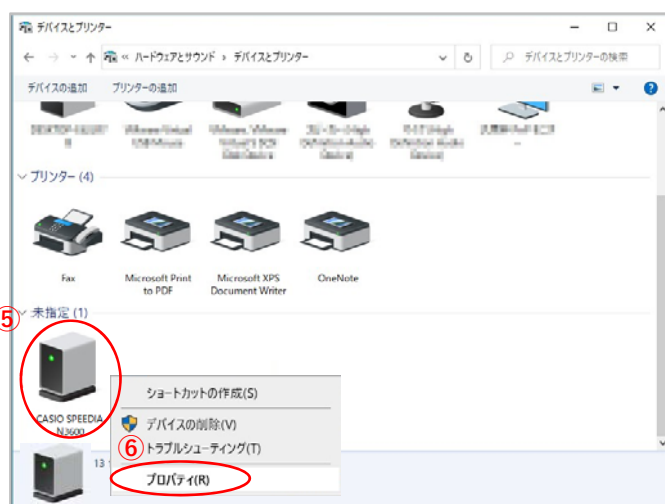 デバイスとプリンター
« ハードウェアとサウンド › デバイスとプリンター
デバイスとプリンターの検索
デバイスの追加 プリンターの追加
プリンター (4)
Fax
Microsoft Print
to PDF
Microsoft XPS
Document Writer
OneNote
⑤
未指定 (1)
CASIO SPEEDIA
N3600
ショートカットの作成(S)
デバイスの削除(V)
⑥
トラブルシューティング(T)
13
プロパティ(R)